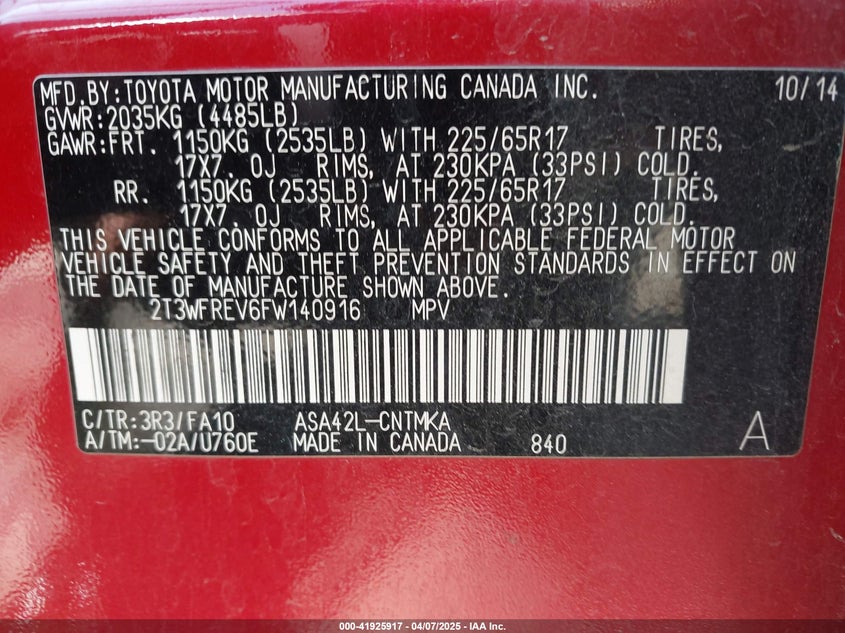 MFD.BY:TOYOTA MOTOR MANUFACTURING CANADA INC. 10/14
GVWR:2035KG (4485LB)
GAWR:FRT. 1150KG (2535LB) WITH 225/65R17 TIRES,
17X7.0J RIMS, AT 230KPA (33PSI) COLD.
RR. 1150KG (2535LB) WITH 225/65R17 TIRES,
17X7.0J RIMS, AT 230KPA (33PSI) COLD.
THIS VEHICLE CONFORMS TO ALL APPLICABLE FEDERAL MOTOR
VEHICLE SAFETY AND THEFT PREVENTION STANDARDS IN EFFECT ON
THE DATE OF MANUFACTURE SHOWN ABOVE.
2T3WFREV6FW140916 MPV
C/TR:3R3/FA10 ASA42L-CNTMKA
A/TM:-02A/U760E MADE IN CANADA 840 A
000-41925917 | 04/07/2025 - IAA Inc.